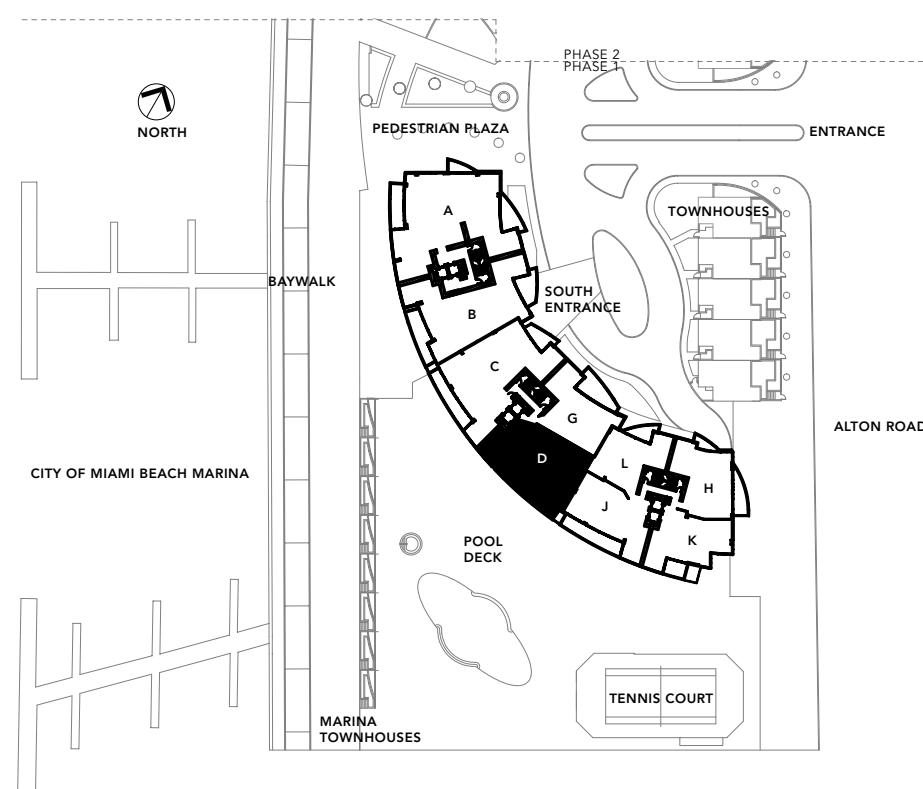 PHASE 2
PHASE 1
NORTH
PEDESTRIAN PLAZA
ENTRANCE
A
TOWNHOUSES
BAYWALK
SOUTH
ENTRANCE
B
C
G
ALTON ROAD
D
L
CITY OF MIAMI BEACH MARINA
H
J
K
POOL
DECK
TENNIS COURT
MARINA
TOWNHOUSES